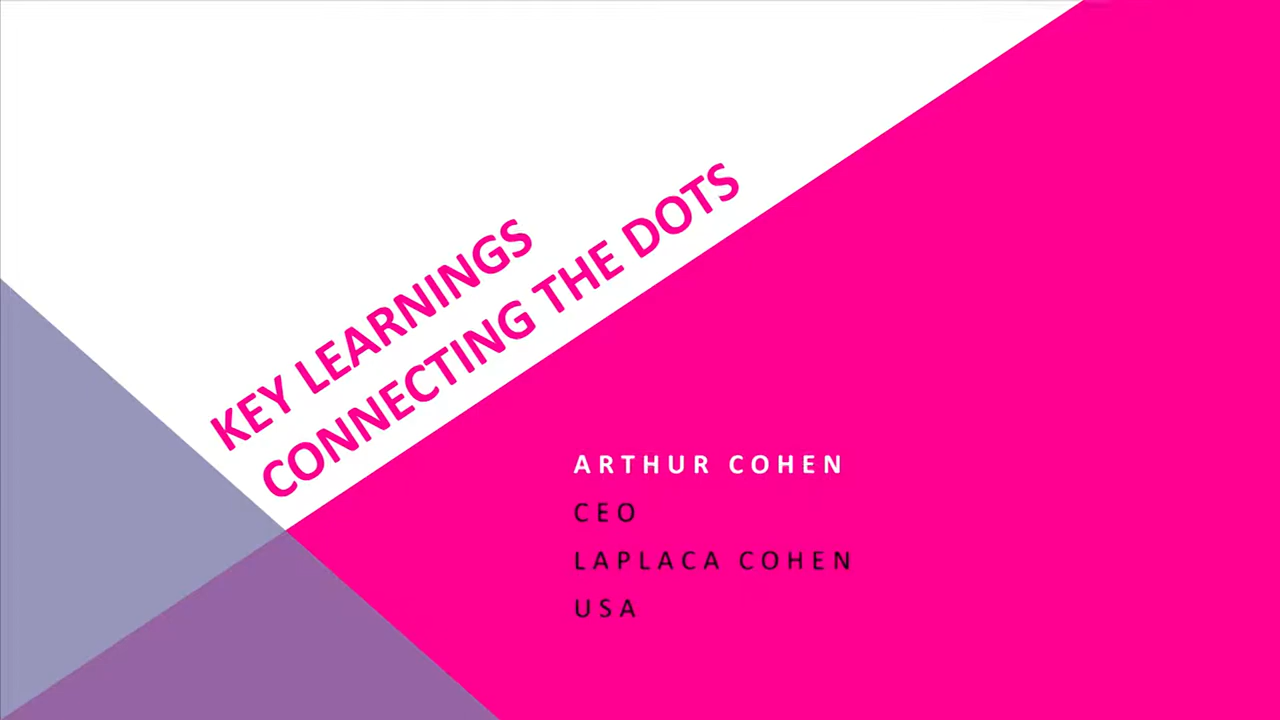 KEY LEARNINGS
CONNECTING THE DOTS
ARTHUR COHEN
CEO
LAPLACA COHEN
USA